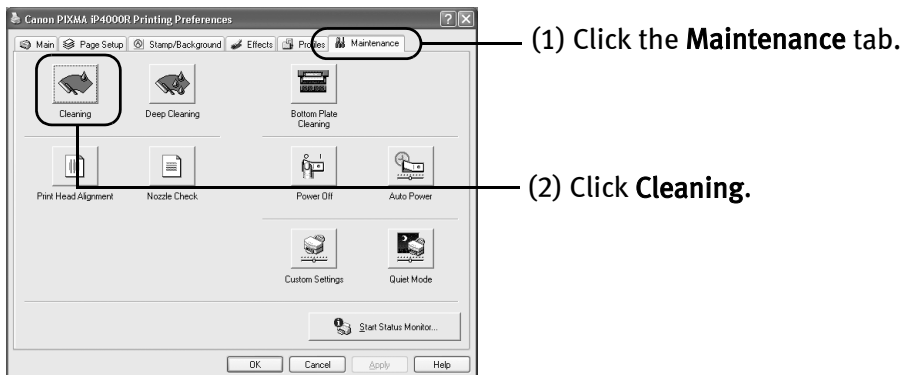 Canon PIXMA iP4000R Printing Preferences
Main Page Setup Stamp/Background Effects Profiles Maintenance
(1) Click the Maintenance tab.
Cleaning Deep Cleaning Bottom Plate
Cleaning
(2) Click Cleaning.
Print Head Alignment Nozzle Check Power Off Auto Power
Custom Settings Quiet Mode
Start Status Monitor...
OK Cancel Apply Help